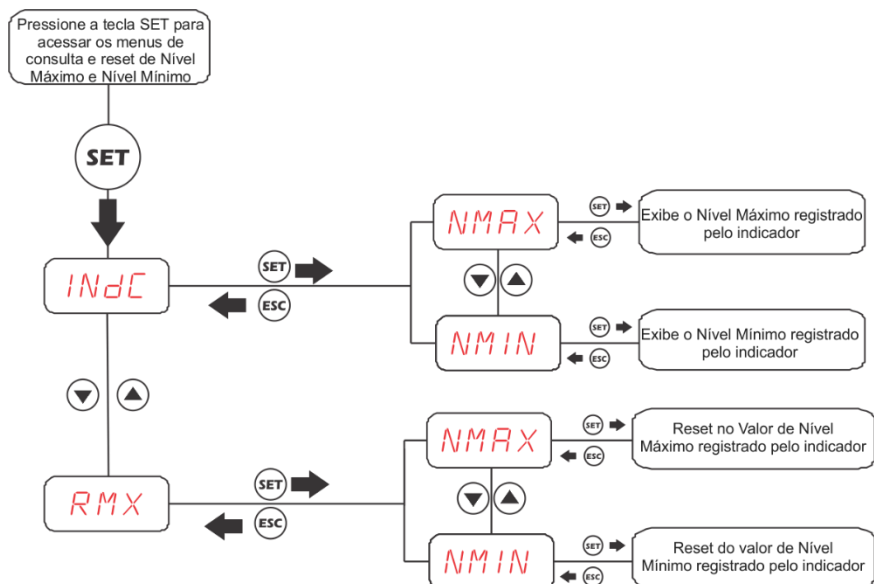 Pressione a tecla SET para
acessar os menus de
consulta e reset de Nível
Máximo e Nível Mínimo
SET
INdC
SET
ESC
NMAX
SET
ESC
Exibe o Nível Máximo registrado
pelo indicador
NMIN
SET
ESC
Exibe o Nível Mínimo registrado
pelo indicador
RMX
SET
ESC
NMAX
SET
ESC
Reset no Valor de Nível
Máximo registrado pelo indicador
NMIN
SET
ESC
Reset do valor de Nível
Mínimo registrado pelo indicador